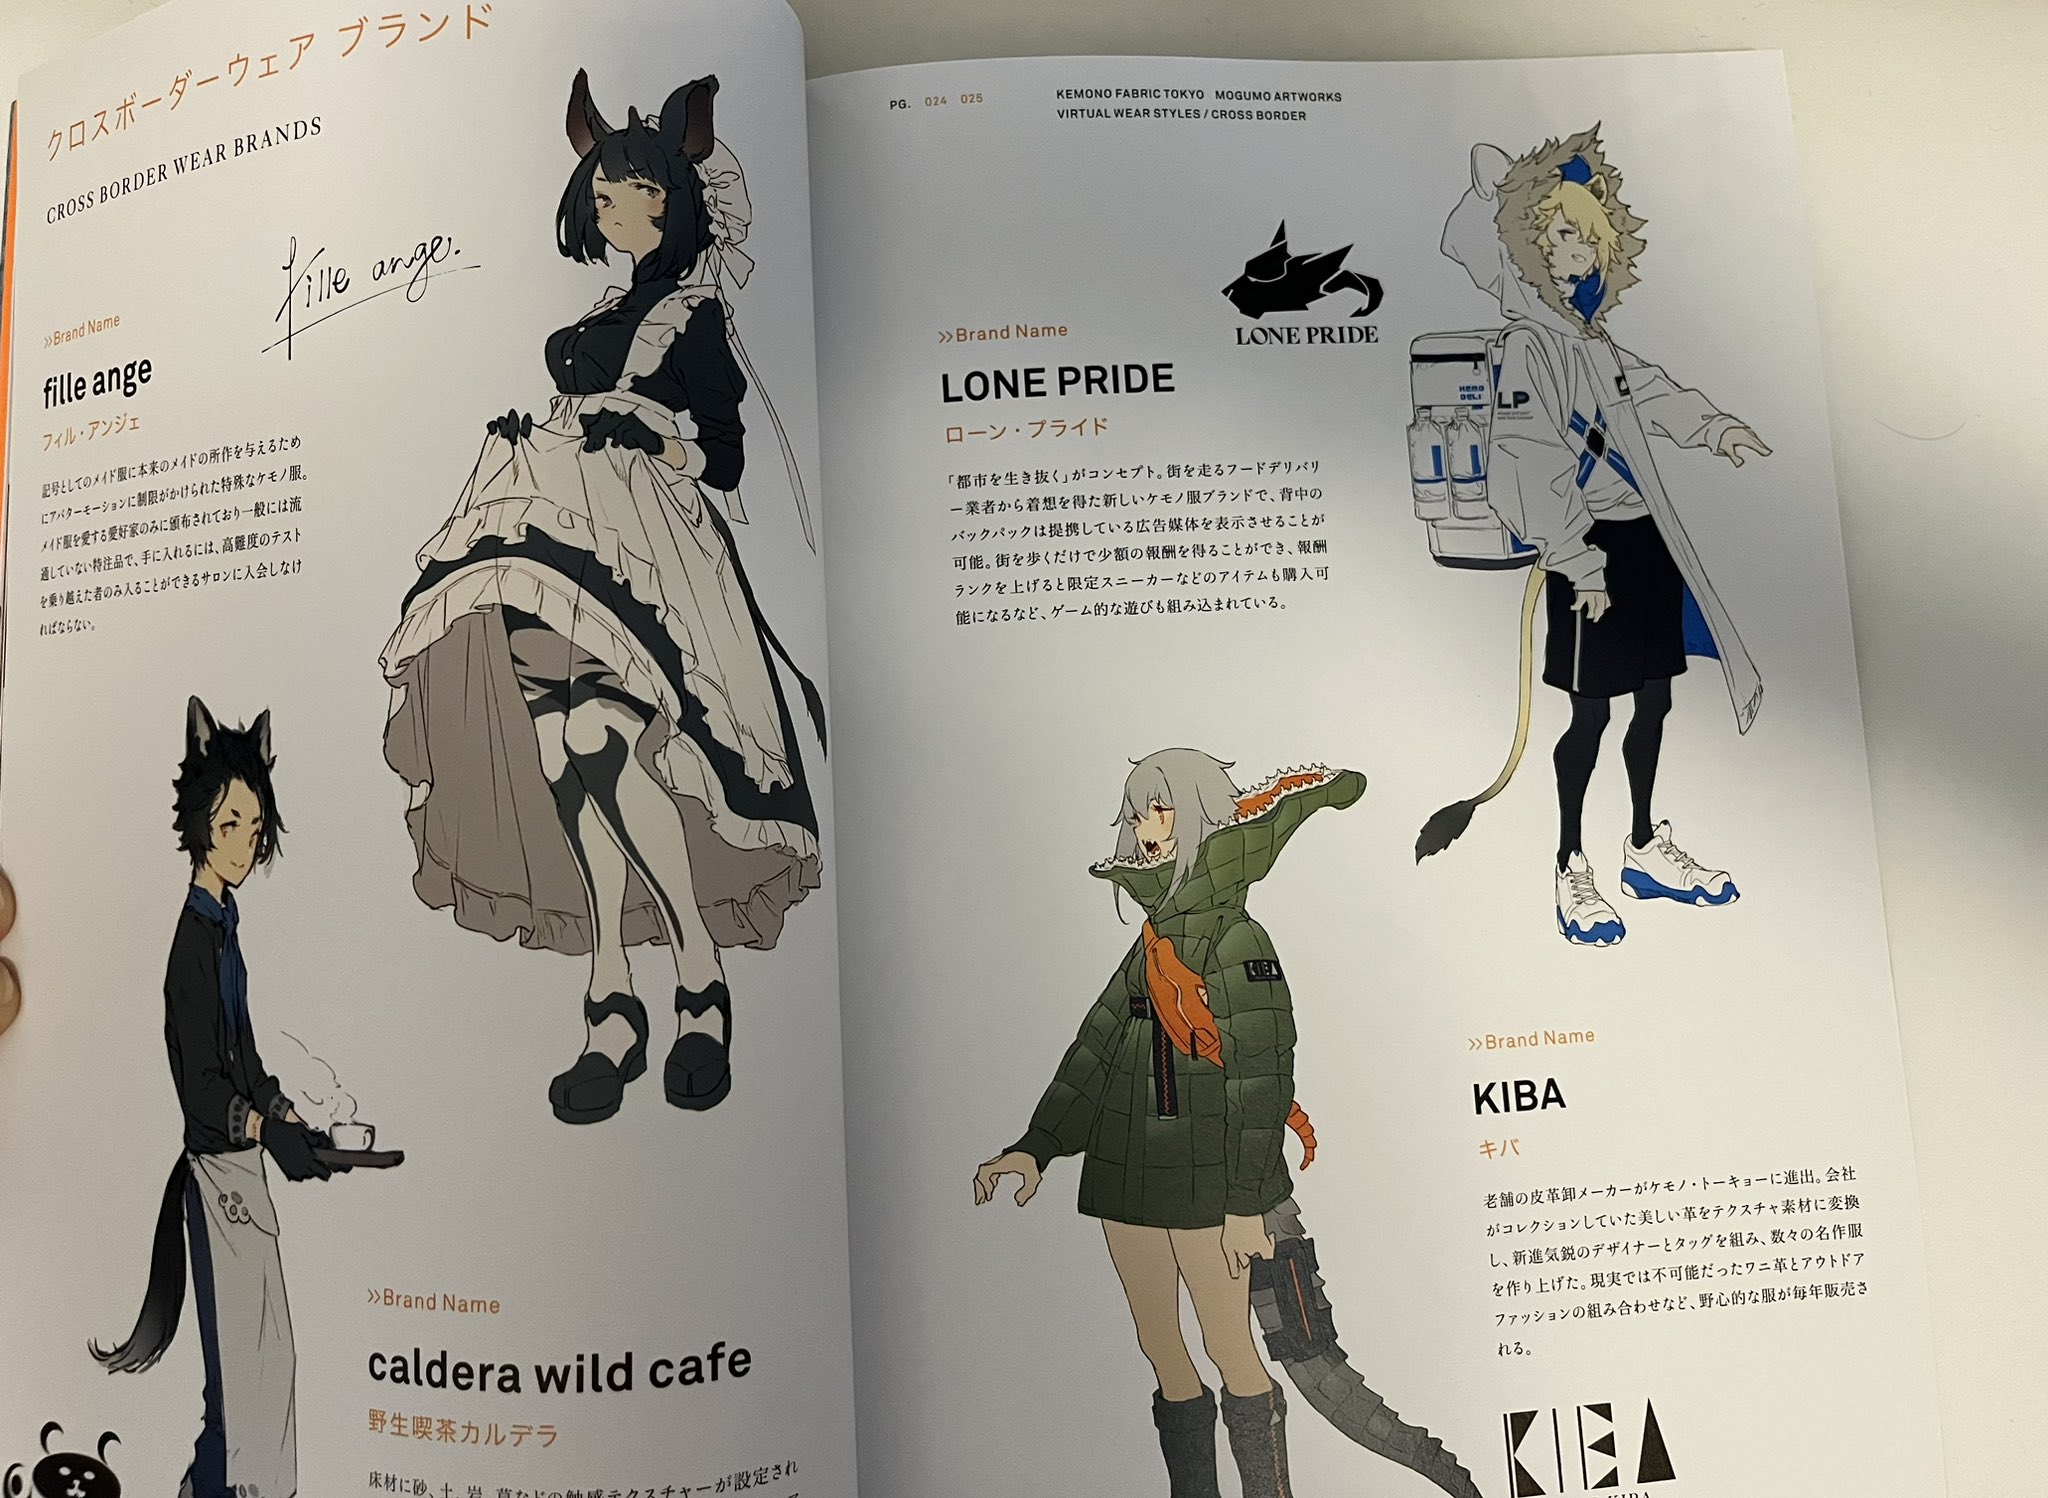 クロスボーダーウェア ブランド
CROSS BORDER WEAR BRANDS
fille ange.
>>Brand Name
fille ange
フィル・アンジェ
記号としてのメイド服に本来のメイドの所作を与えるため
にアバターモーションに制限がかけられた特殊なケモノ服。
メイド服を愛する愛好家のみに頒布されており一般には流
通していない特注品で、手に入れるには、高難度のテスト
を乗り越えた者のみ入ることができるサロンに入会しなけ
ればならない。
>>Brand Name
caldera wild cafe
野生喫茶カルデラ
床材に砂、土、岩、草などの触感テクスチャーが設定され
PG. 024 025
KEMONO FABRIC TOKYO MOGUMO ARTWORKS
VIRTUAL WEAR STYLES / CROSS BORDER
LONE PRIDE
>>Brand Name
LONE PRIDE
ローン・プライド
「都市を生き抜く」がコンセプト。街を走るフードデリバリ
ー業者から着想を得た新しいケモノ服ブランドで、背中の
バックパックは提携している広告媒体を表示させることが
可能。街を歩くだけで少額の報酬を得ることができ、報酬
ランクを上げると限定スニーカーなどのアイテムも購入可
能になるなど、ゲーム的な遊びも組み込まれている。
KEMO
DELI
LP
KIBA
>>Brand Name
KIBA
キバ
老舗の皮革卸メーカーがケモノ・トーキョーに進出。会社
がコレクションしていた美しい革をテクスチャ素材に変換
し、新進気鋭のデザイナーとタッグを組み、数々の名作服
を作り上げた。現実では不可能だったワニ革とアウトドア
ファッションの組み合わせなど、野心的な服が毎年販売さ
れる。
KIBA
KIBA